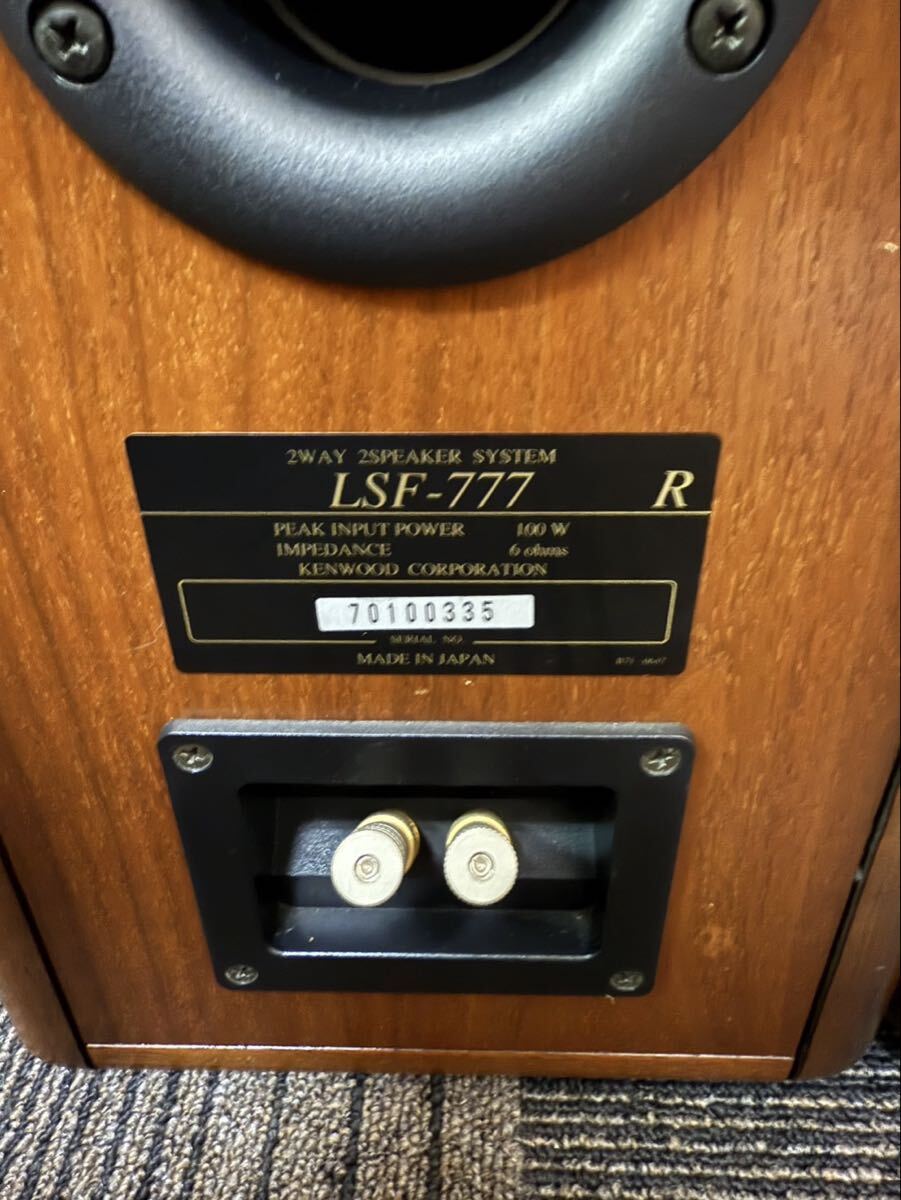 2WAY 2SPEAKER SYSTEM
LSF-777 R
PEAK INPUT POWER 100 W
IMPEDANCE 6 ohms
KENWOOD CORPORATION
70100335
SERIAL NO.
MADE IN JAPAN